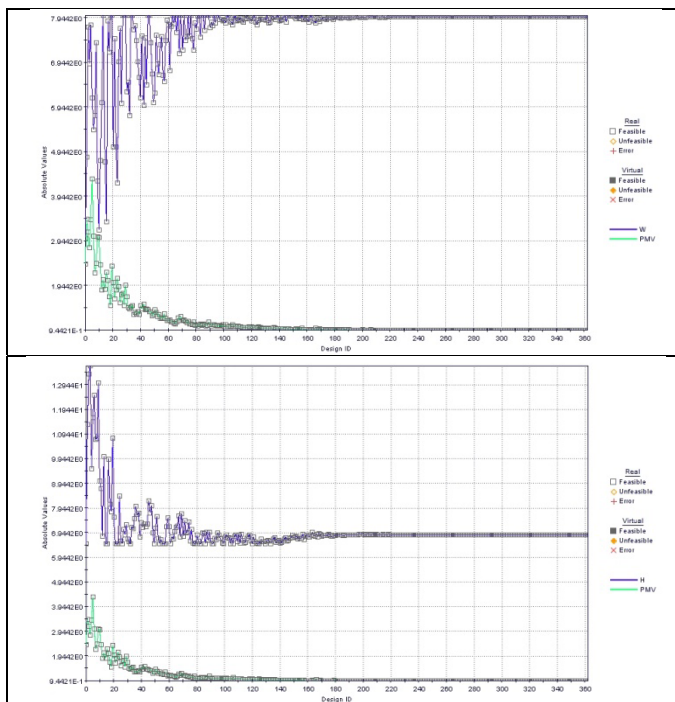 7.9442E0
6.9442E0
5.9442E0
4.9442E0
3.9442E0
2.9442E0
1.9442E0
9.4421E-1
Absolute Values
0 20 40 60 80 100 120 140 160 180 200 220 240 260 280 300 320 340 360
Design ID
Real
Feasible
Unfeasible
Error
Virtual
Feasible
Unfeasible
Error
W
PMV
1.2944E1
1.1944E1
1.0944E1
9.9442E0
8.9442E0
7.9442E0
6.9442E0
5.9442E0
4.9442E0
3.9442E0
2.9442E0
1.9442E0
9.4421E-1
Absolute Values
0 20 40 60 80 100 120 140 160 180 200 220 240 260 280 300 320 340 362
Design ID
Real
Feasible
Unfeasible
Error
Virtual
Feasible
Unfeasible
Error
H
PMV